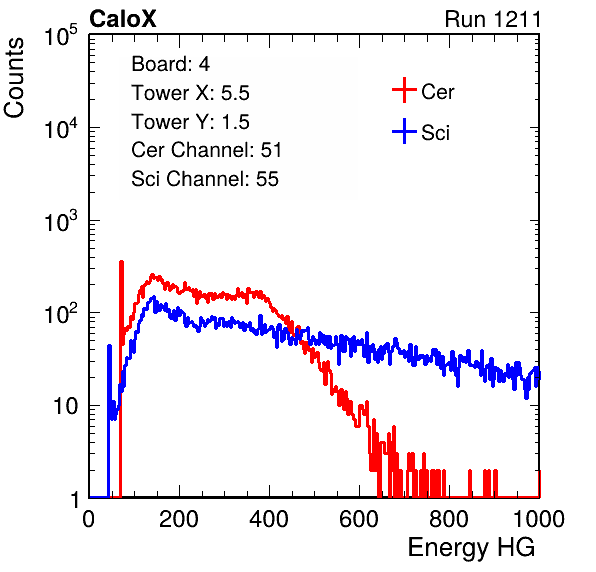 CaloX Run 1211
Counts
10^5
10^4
10^3
10^2
10
1
Board: 4
Tower X: 5.5
Tower Y: 1.5
Cer Channel: 51
Sci Channel: 55
Cer
Sci
0 200 400 600 800 1000
Energy HG